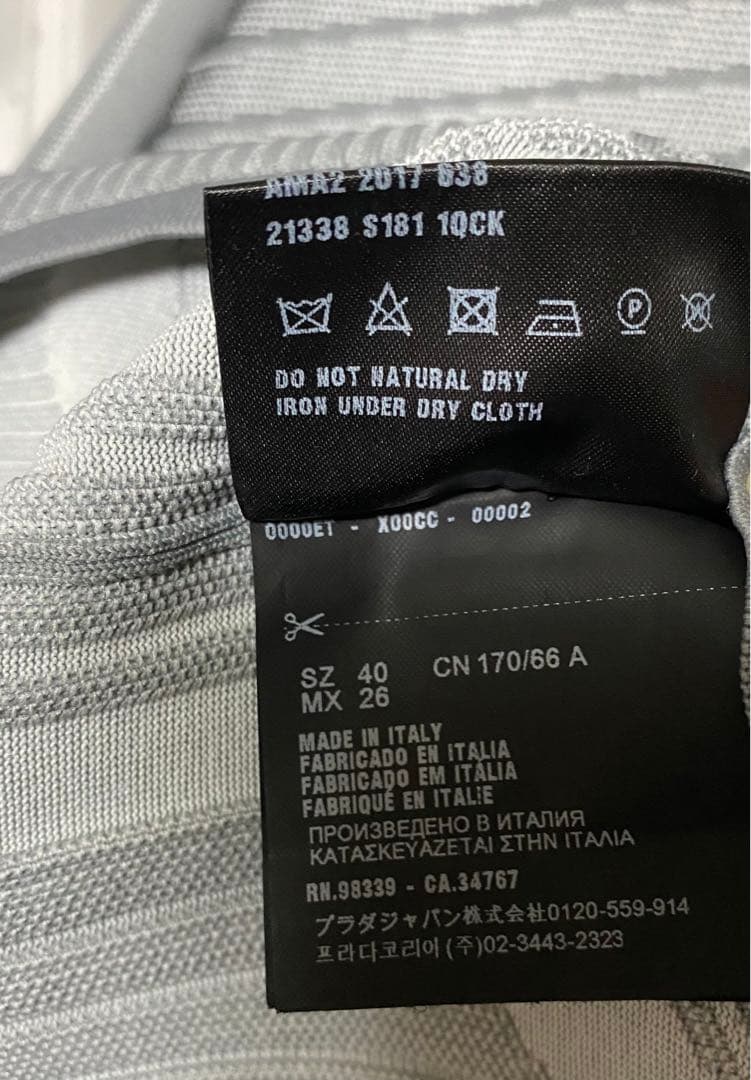 AMA2 2017 038
21338 S181 1QCK
P
W
DO NOT NATURAL DRY
IRON UNDER DRY CLOTH
0000ET - X00CC - 00002
SZ 40 CN 170/66 A
MX 26
MADE IN ITALY
FABRICADO EN ITALIA
FABRICADO EM ITÁLIA
FABRIQUÉ EN ITALIE
ПРОИЗВЕДЕНО В ИТАЛИЯ
ΚΑΤΑΣΚΕΥΑΖΕΤΑΙ ΣΤΗΝ ΙΤΑΛΙΑ
RN.98339 - CA.34767
プラダジャパン株式会社0120-559-914
프라다코리아 (주)02-3443-2323